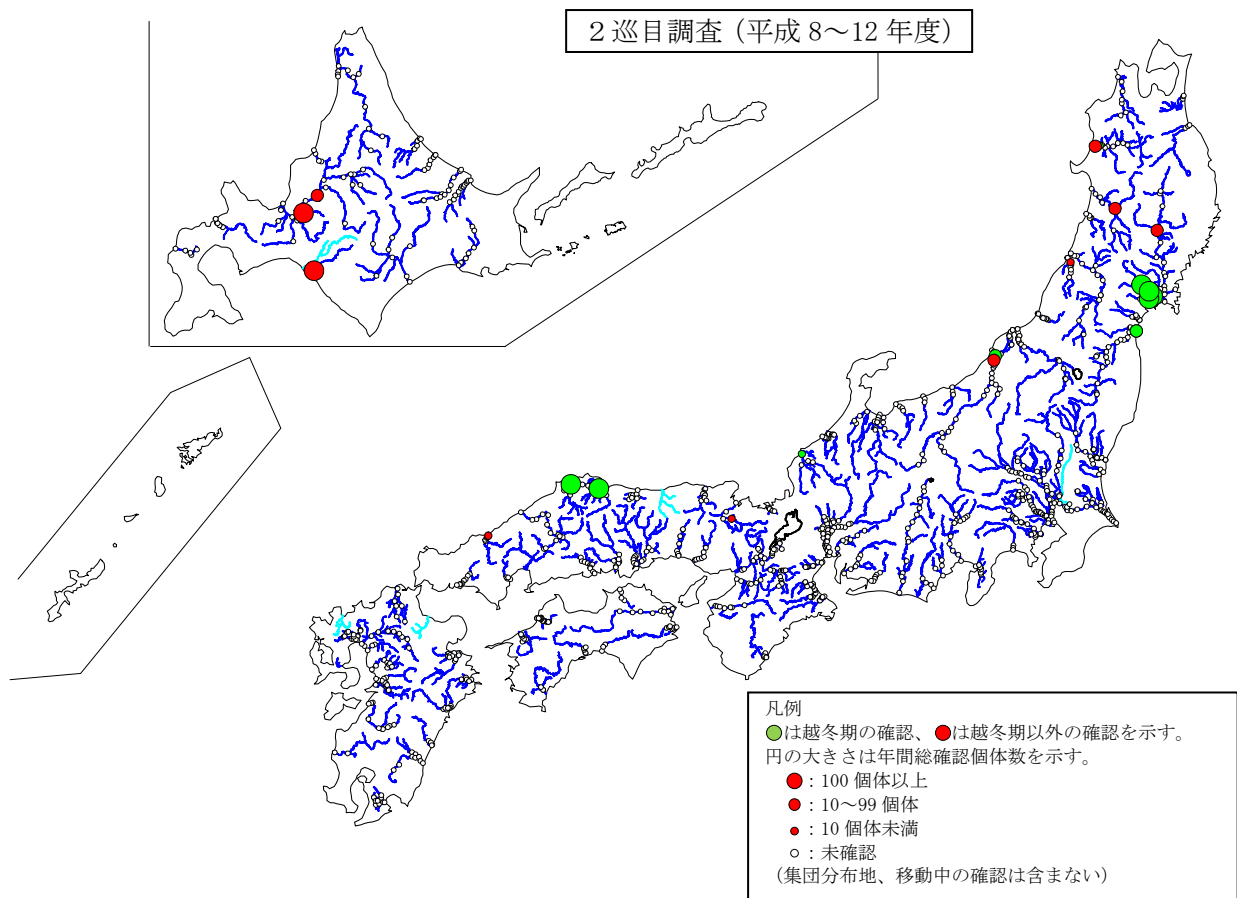 2巡目調査（平成 8～12 年度）
凡例
は越冬期の確認、 は越冬期以外の確認を示す。
円の大きさは年間総確認個体数を示す。
：100 個体以上
：10～99 個体
：10 個体未満
：未確認
（集団分布地、移動中の確認は含まない）